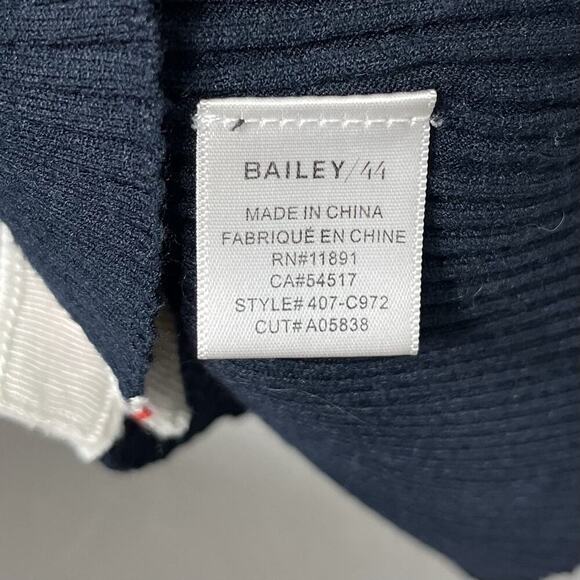 BAILEY/44
MADE IN CHINA
FABRIQUÉ EN CHINE
RN#11891
CA#54517
STYLE# 407-C972
CUT# A05838